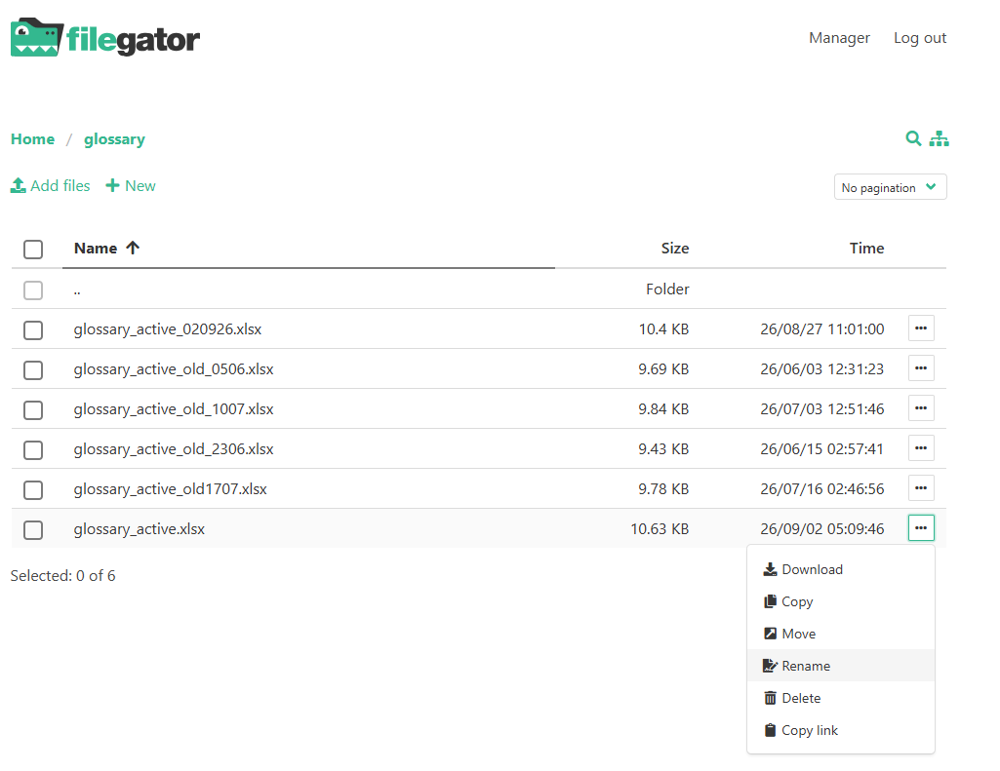 filegator
Manager Log out
Home / glossary
Add files New
No pagination
Name Size Time
.. Folder
glossary_active_020926.xlsx 10.4 KB 26/08/27 11:01:00
glossary_active_old_0506.xlsx 9.69 KB 26/06/03 12:31:23
glossary_active_old_1007.xlsx 9.84 KB 26/07/03 12:51:46
glossary_active_old_2306.xlsx 9.43 KB 26/06/15 02:57:41
glossary_active_old1707.xlsx 9.78 KB 26/07/16 02:46:56
glossary_active.xlsx 10.63 KB 26/09/02 05:09:46
Selected: 0 of 6
Download
Copy
Move
Rename
Delete
Copy link